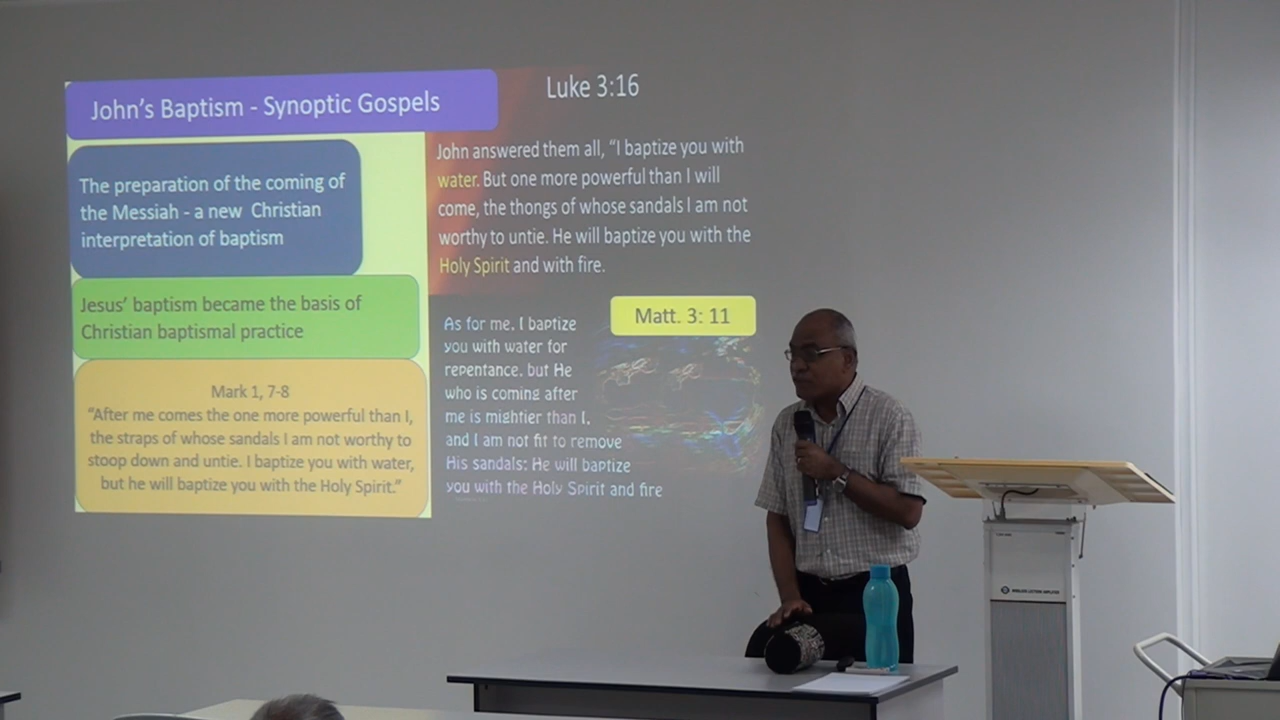 John's Baptism - Synoptic Gospels
The preparation of the coming of
the Messiah - a new Christian
interpretation of baptism
Jesus' baptism became the basis of
Christian baptismal practice
Mark 1, 7-8
“After me comes the one more powerful than I,
the straps of whose sandals I am not worthy to
stoop down and untie. I baptize you with water,
but he will baptize you with the Holy Spirit.”
Luke 3:16
John answered them all, “I baptize you with
water. But one more powerful than I will
come, the thongs of whose sandals I am not
worthy to untie. He will baptize you with the
Holy Spirit and with fire.
Matt. 3: 11
As for me, I baptize
you with water for
repentance, but He
who is coming after
me is mightier than I,
and I am not fit to remove
His sandals; He will baptize
you with the Holy Spirit and fire